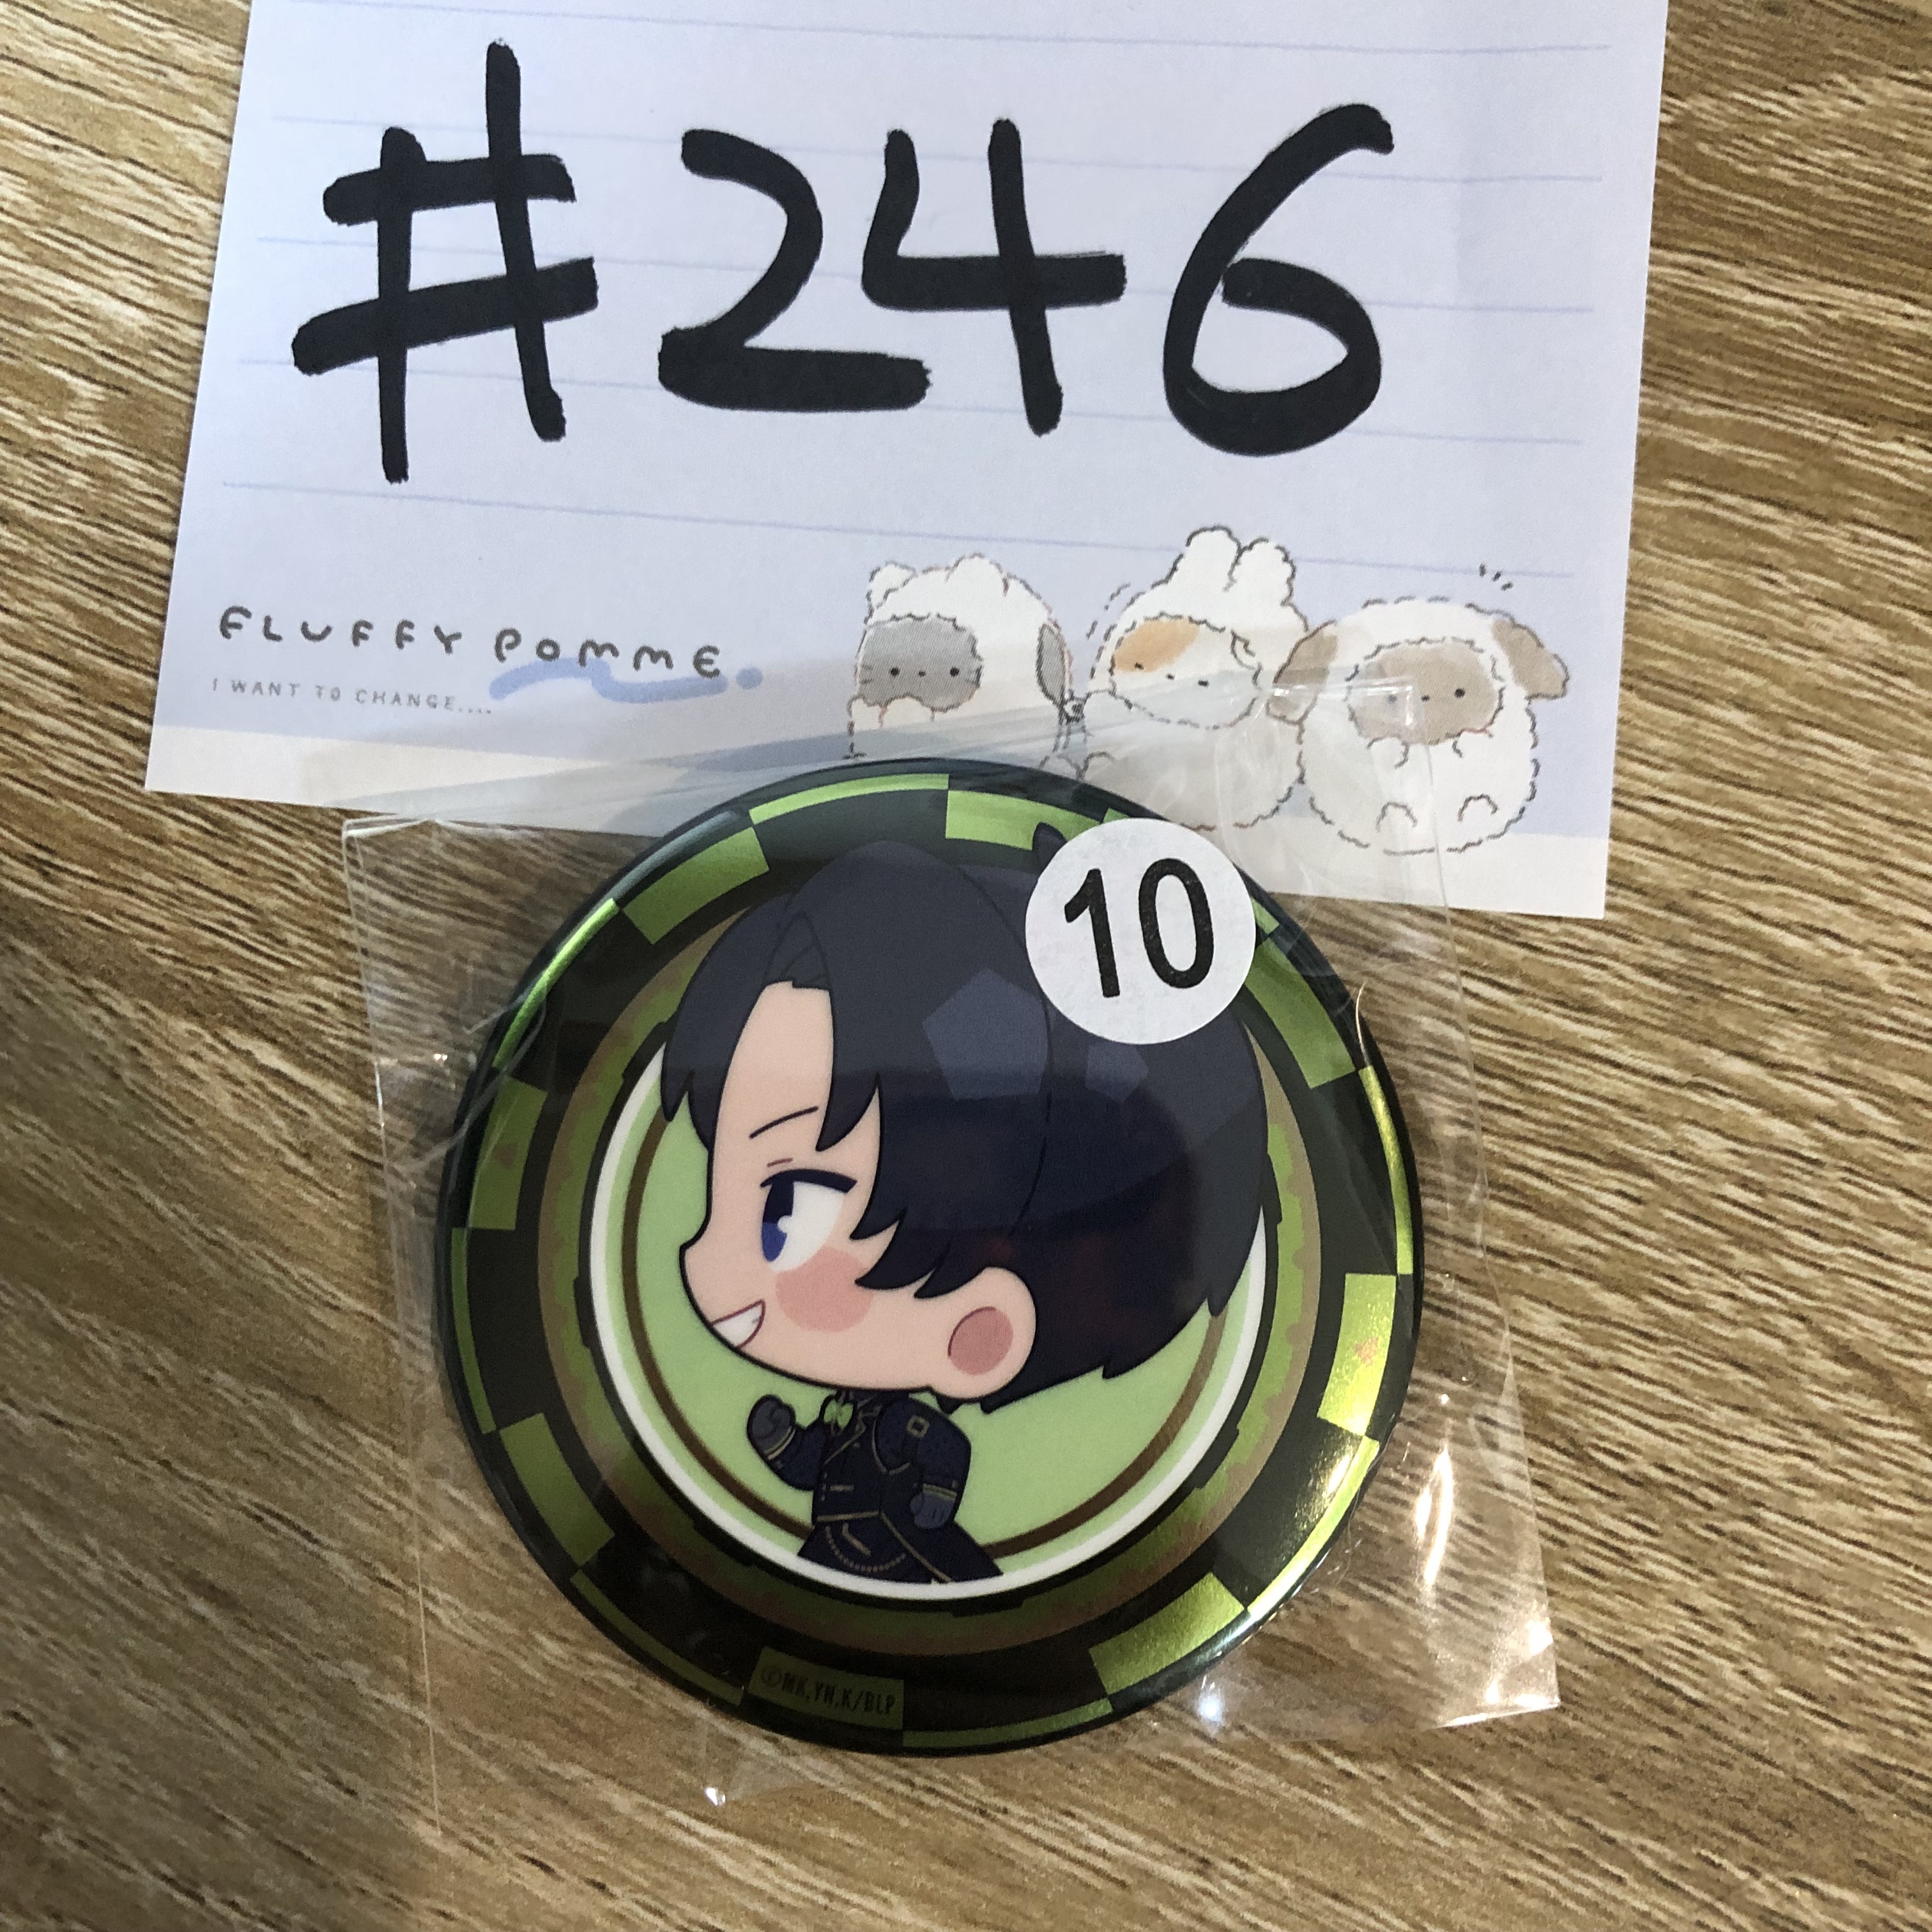 #246
FLUFFY POMME.
I WANT TO CHANGE....
10
©MK,YN,K/BLP